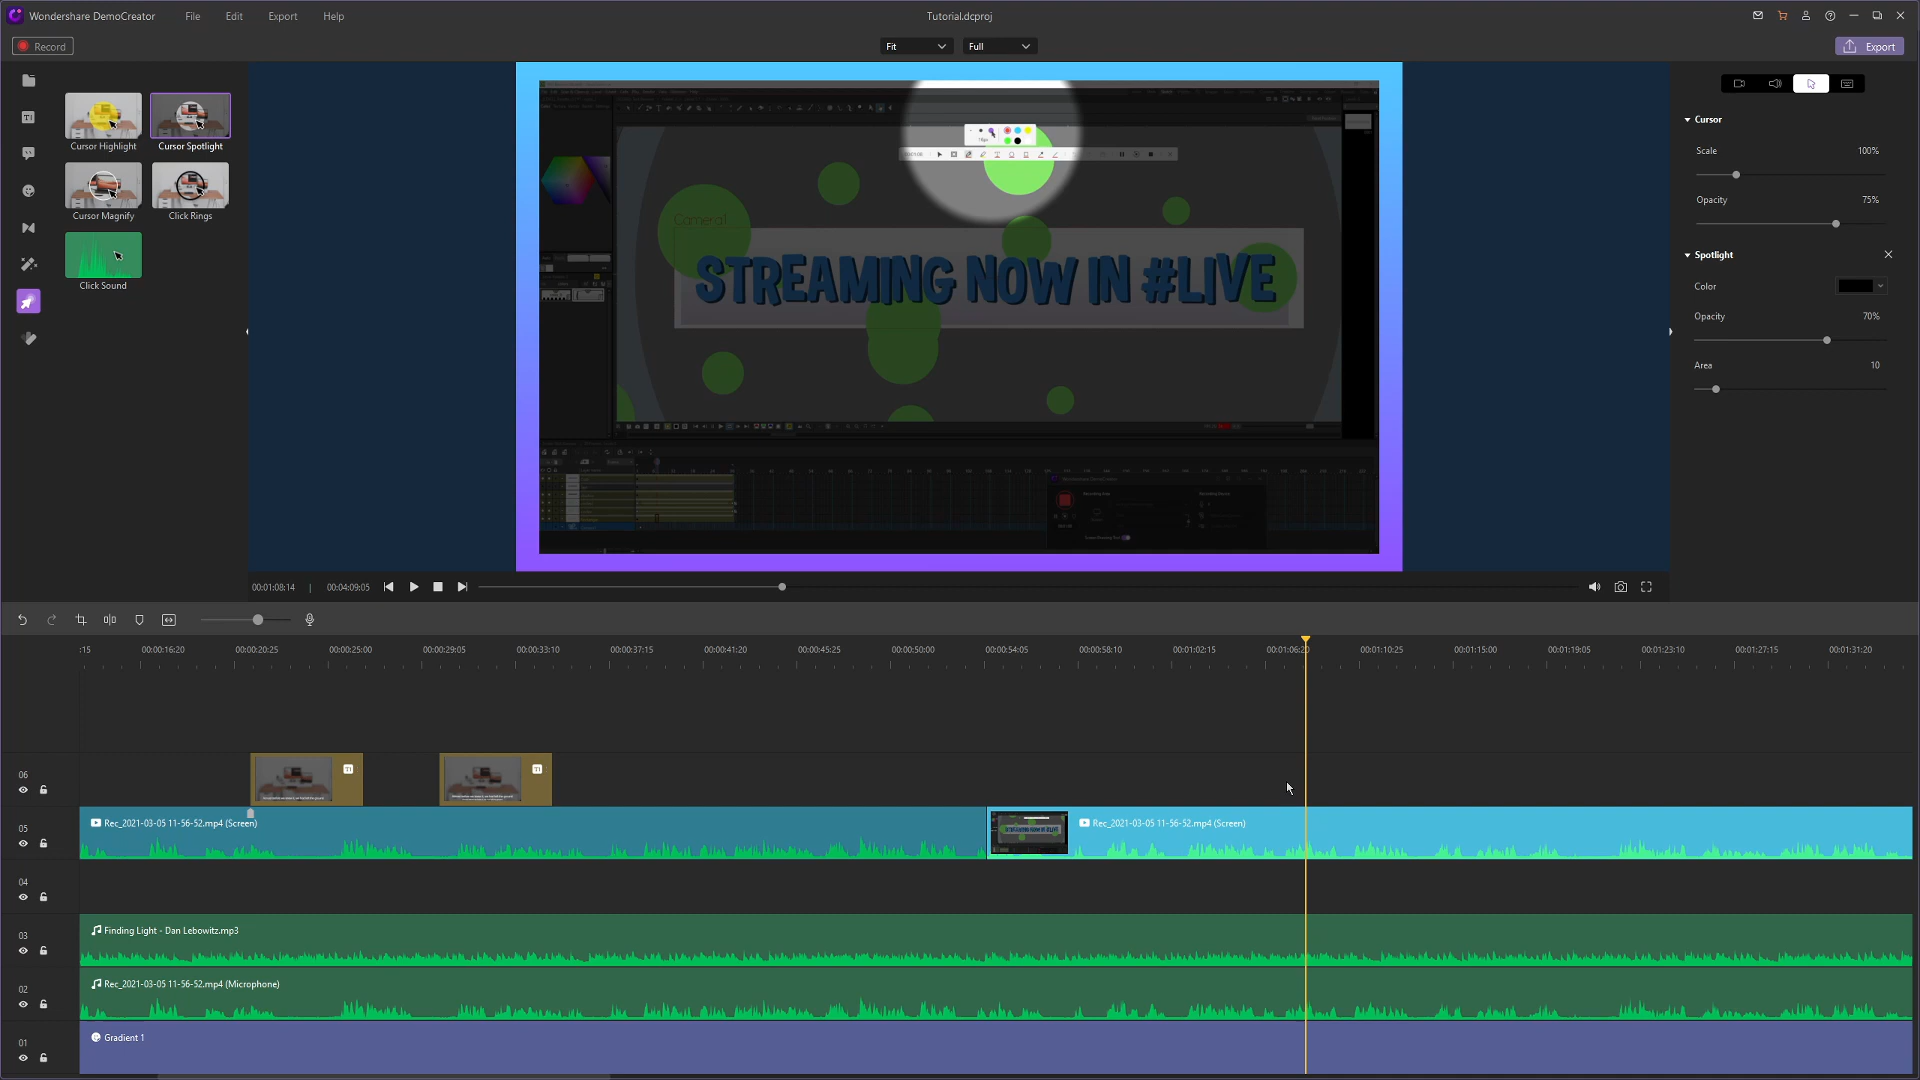 Wondershare DemoCreator File Edit Export Help Tutorial.dcproj
Record Fit Full Export
Cursor Highlight Cursor Spotlight
Cursor Magnify Click Rings
Click Sound
Camera1
STREAMING NOW IN #LIVE
Cursor
Scale 100%
Opacity 75%
Spotlight
Color
Opacity 70%
Area 10
00:01:08:14 | 00:04:09:05
:15 00:00:16:20 00:00:20:25 00:00:25:00 00:00:29:05 00:00:33:10 00:00:37:15 00:00:41:20 00:00:45:25 00:00:50:00 00:00:54:05 00:00:58:10 00:01:02:15 00:01:06:20 00:01:10:25 00:01:15:00 00:01:19:05 00:01:23:10 00:01:27:15 00:01:31:20
06
05 Rec_2021-03-05 11-56-52.mp4 (Screen) Rec_2021-03-05 11-56-52.mp4 (Screen)
04
03 Finding Light - Dan Lebowitz.mp3
02 Rec_2021-03-05 11-56-52.mp4 (Microphone)
01 Gradient 1